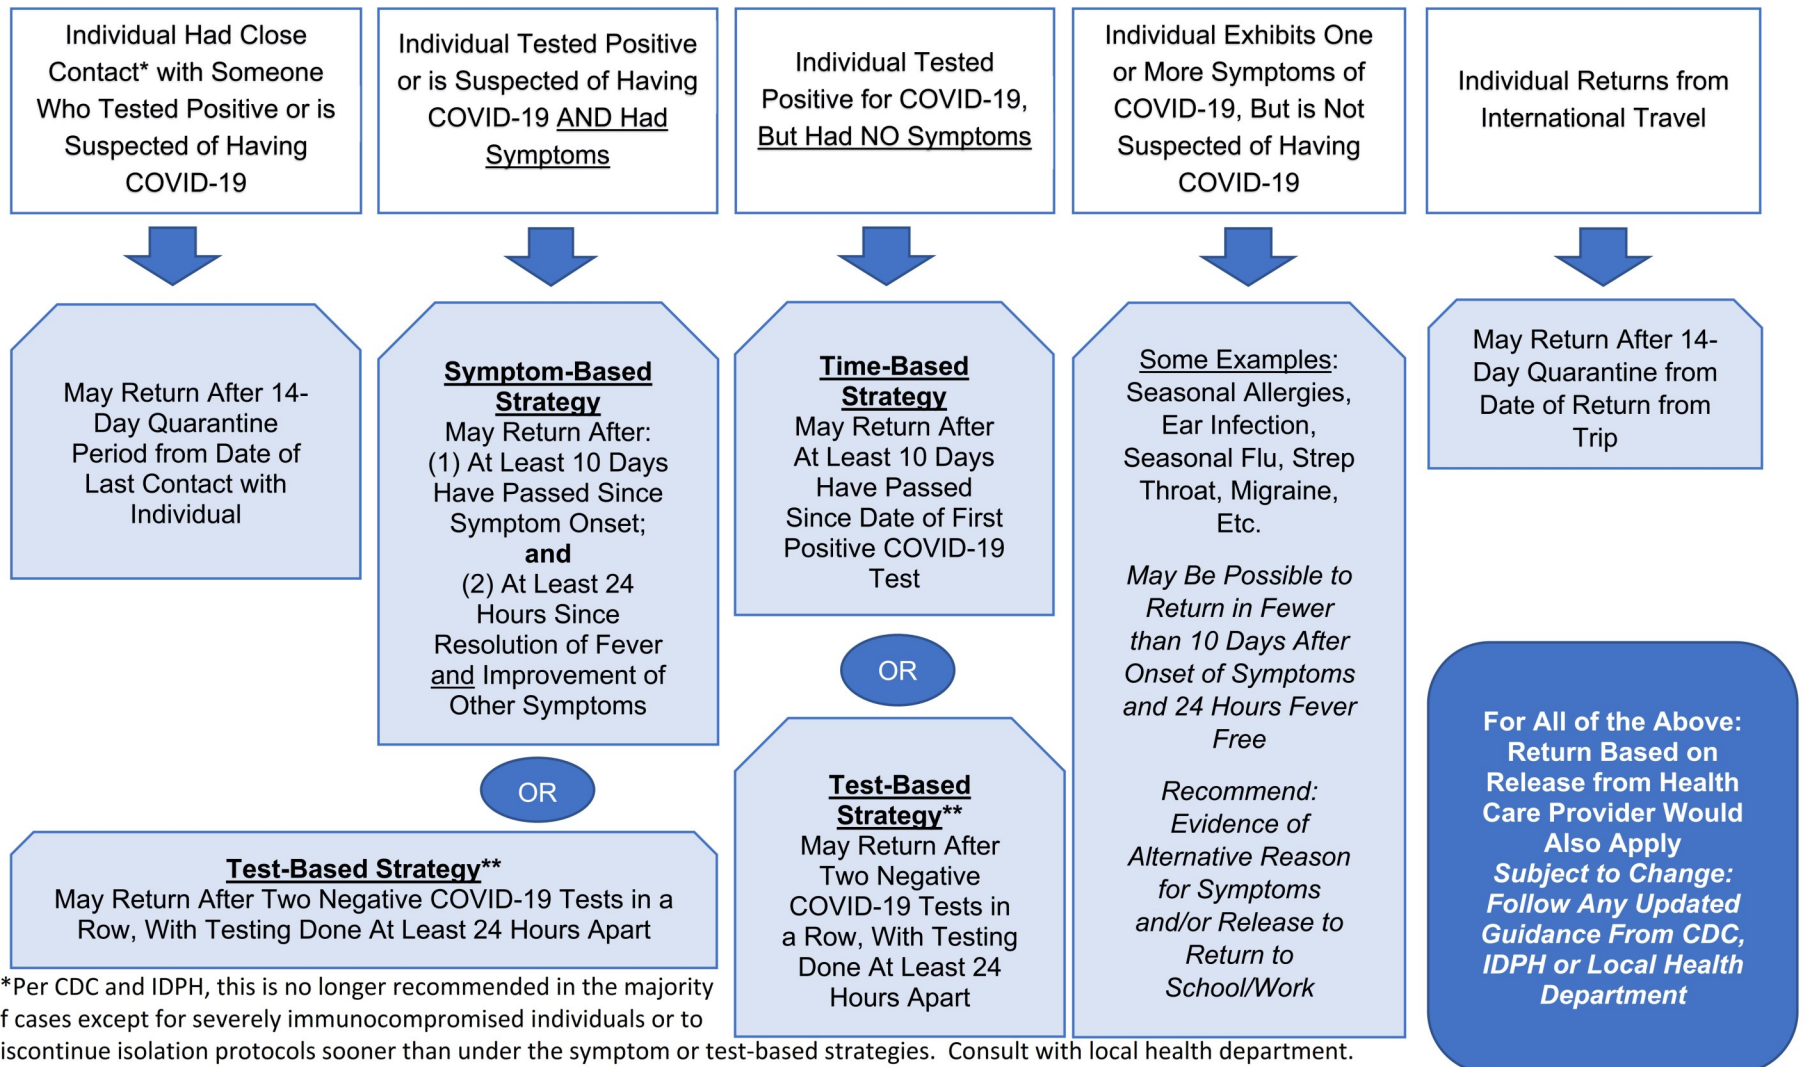 Individual Had Close
Contact* with Someone
Who Tested Positive or is
Suspected of Having
COVID-19
Individual Tested Positive
or is Suspected of Having
COVID-19 AND Had
Symptoms
Individual Tested
Positive for COVID-19,
But Had NO Symptoms
Individual Exhibits One
or More Symptoms of
COVID-19, But is Not
Suspected of Having
COVID-19
Individual Returns from
International Travel
May Return After 14-
Day Quarantine
Period from Date of
Last Contact with
Individual
Symptom-Based
Strategy
May Return After:
(1) At Least 10 Days
Have Passed Since
Symptom Onset;
and
(2) At Least 24
Hours Since
Resolution of Fever
and Improvement of
Other Symptoms
OR
Test-Based Strategy**
May Return After Two Negative COVID-19 Tests in a
Row, With Testing Done At Least 24 Hours Apart
Time-Based
Strategy
May Return After
At Least 10 Days
Have Passed
Since Date of First
Positive COVID-19
Test
OR
Test-Based
Strategy**
May Return After
Two Negative
COVID-19 Tests in
a Row, With Testing
Done At Least 24
Hours Apart
Some Examples:
Seasonal Allergies,
Ear Infection,
Seasonal Flu, Strep
Throat, Migraine,
Etc.
May Be Possible to
Return in Fewer
than 10 Days After
Onset of Symptoms
and 24 Hours Fever
Free
Recommend:
Evidence of
Alternative Reason
for Symptoms
and/or Release to
Return to
School/Work
May Return After 14-
Day Quarantine from
Date of Return from
Trip
For All of the Above:
Return Based on
Release from Health
Care Provider Would
Also Apply
Subject to Change:
Follow Any Updated
Guidance From CDC,
IDPH or Local Health
Department
*Per CDC and IDPH, this is no longer recommended in the majority
f cases except for severely immunocompromised individuals or to
iscontinue isolation protocols sooner than under the symptom or test-based strategies. Consult with local health department.